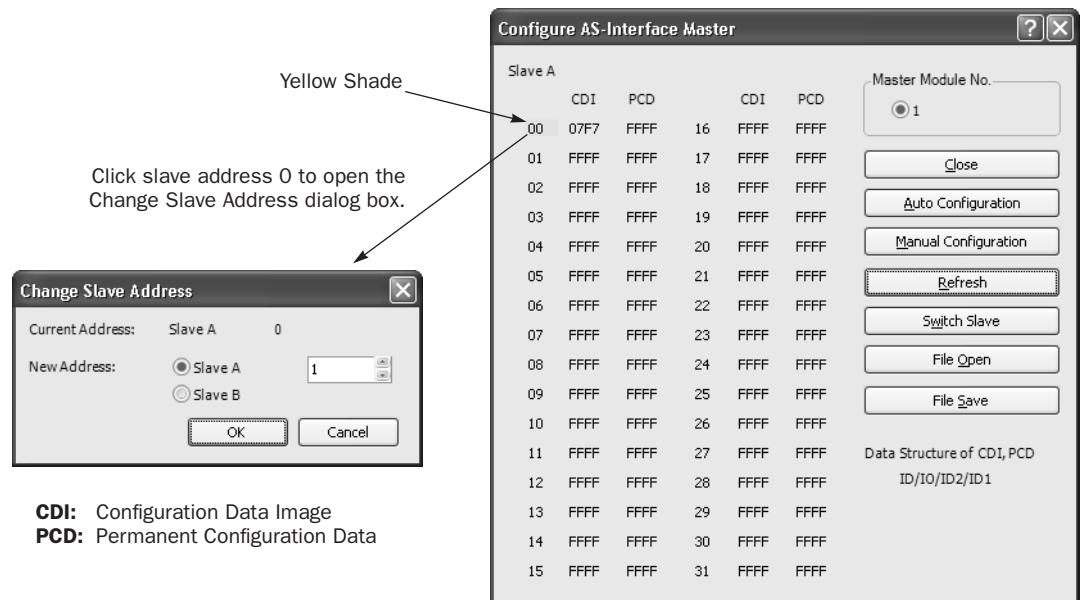 Yellow Shade
Click slave address 0 to open the
Change Slave Address dialog box.
Change Slave Address
Current Address: Slave A 0
New Address: Slave A 1
Slave B
OK Cancel
CDI: Configuration Data Image
PCD: Permanent Configuration Data
Configure AS-Interface Master
Slave A
CDI PCD CDI PCD
00 07F7 FFFF 16 FFFF FFFF
01 FFFF FFFF 17 FFFF FFFF
02 FFFF FFFF 18 FFFF FFFF
03 FFFF FFFF 19 FFFF FFFF
04 FFFF FFFF 20 FFFF FFFF
05 FFFF FFFF 21 FFFF FFFF
06 FFFF FFFF 22 FFFF FFFF
07 FFFF FFFF 23 FFFF FFFF
08 FFFF FFFF 24 FFFF FFFF
09 FFFF FFFF 25 FFFF FFFF
10 FFFF FFFF 26 FFFF FFFF
11 FFFF FFFF 27 FFFF FFFF
12 FFFF FFFF 28 FFFF FFFF
13 FFFF FFFF 29 FFFF FFFF
14 FFFF FFFF 30 FFFF FFFF
15 FFFF FFFF 31 FFFF FFFF
Master Module No.
1
Close
Auto Configuration
Manual Configuration
Refresh
Switch Slave
File Open
File Save
Data Structure of CDI, PCD
ID/IO/ID2/ID1